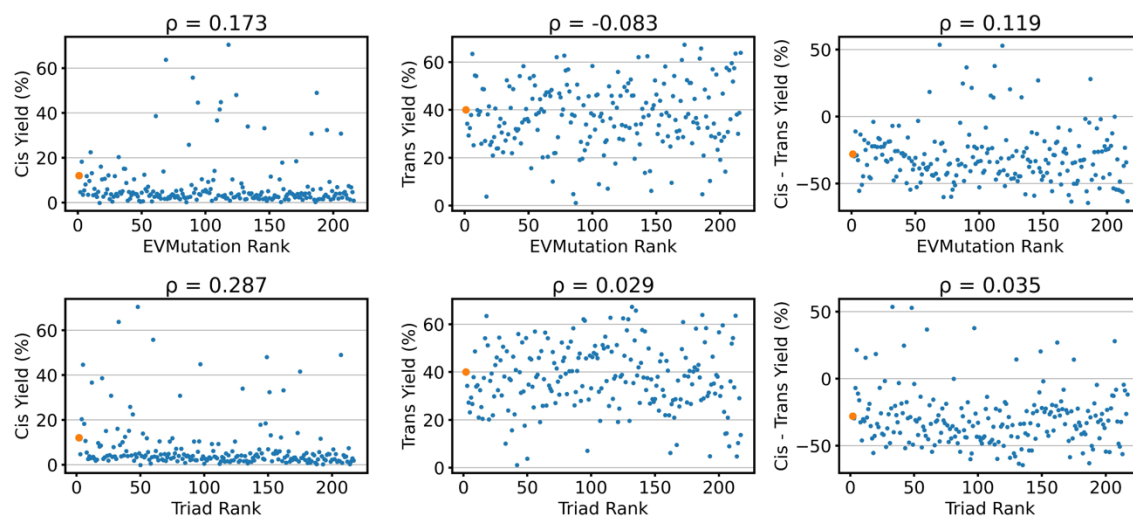 ρ = 0.173
Cis Yield (%)
60
40
20
0
0 50 100 150 200
EVMutation Rank
ρ = -0.083
Trans Yield (%)
60
40
20
0
0 50 100 150 200
EVMutation Rank
ρ = 0.119
Cis - Trans Yield (%)
50
0
−50
0 50 100 150 200
EVMutation Rank
ρ = 0.287
Cis Yield (%)
60
40
20
0
0 50 100 150 200
Triad Rank
ρ = 0.029
Trans Yield (%)
60
40
20
0
0 50 100 150 200
Triad Rank
ρ = 0.035
Cis - Trans Yield (%)
50
0
−50
0 50 100 150 200
Triad Rank